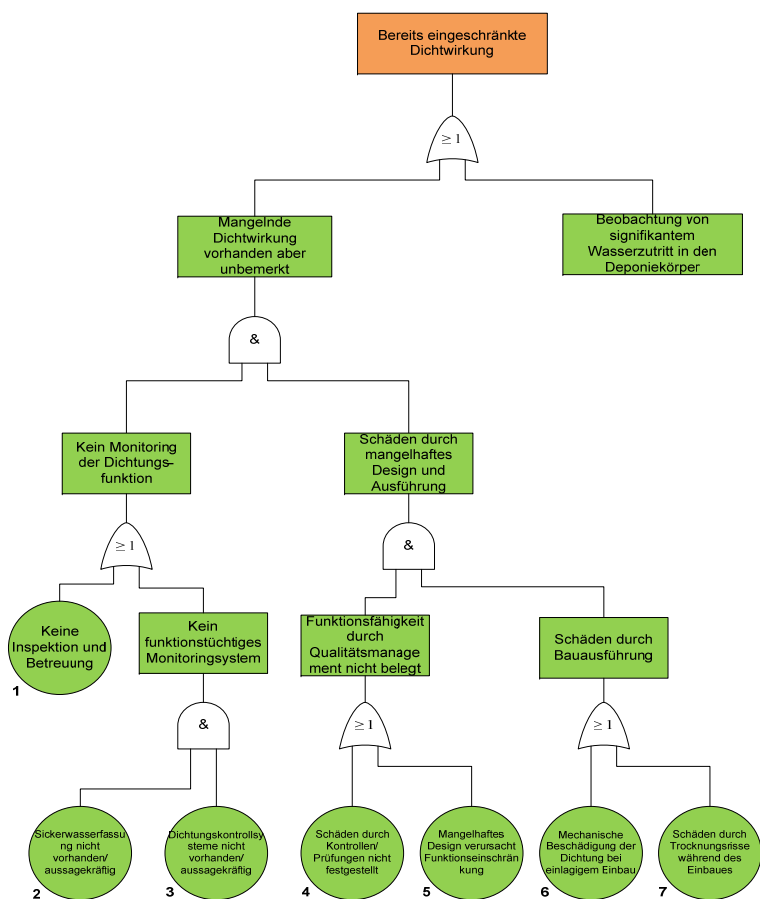 Bereits eingeschränkte
Dichtwirkung
≥ 1
Mangelnde
Dichtwirkung
vorhanden aber
unbemerkt
Beobachtung von
signifikantem
Wasserzutritt in den
Deponiekörper
&
Kein Monitoring
der Dichtungs-
funktion
Schäden durch
mangelhaftes
Design und
Ausführung
≥ 1
&
Keine
Inspektion und
Betreuung
1
Kein
funktionstüchtiges
Monitoringsystem
Funktionsfähigkeit
durch
Qualitätsmanage
ment nicht belegt
Schäden durch
Bauausführung
&
≥ 1
≥ 1
Sickerwasserfassu
ng nicht
vorhanden/
aussagekräftig
2
Dichtungskontrollsy
steme nicht
vorhanden/
aussagekräftig
3
Schäden durch
Kontrollen/
Prüfungen nicht
festgestellt
4
Mangelhaftes
Design verursacht
Funktionseinschrän
kung
5
Mechanische
Beschädigung der
Dichtung bei
einlagigem Einbau
6
Schäden durch
Trocknungsrisse
während des
Einbaues
7